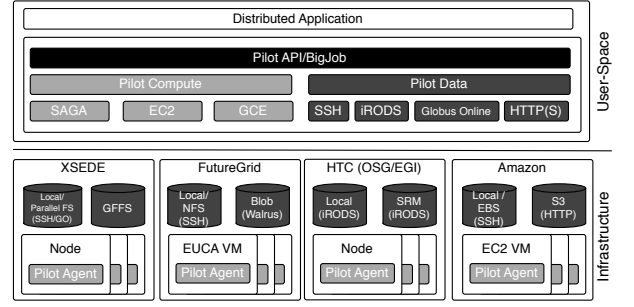 Distributed Application
Pilot API/BigJob
Pilot Compute
Pilot Data
SAGA
EC2
GCE
SSH
iRODS
Globus Online
HTTP(S)
User-Space
XSEDE
FutureGrid
HTC (OSG/EGI)
Amazon
Local/
Parallel FS
(SSH/GO)
GFFS
Local/
NFS
(SSH)
Blob
(Walrus)
Local
(iRODS)
SRM
(iRODS)
Local /
EBS
(SSH)
S3
(HTTP)
Node
Pilot Agent
EUCA VM
Pilot Agent
Node
Pilot Agent
EC2 VM
Pilot Agent
Infrastructure